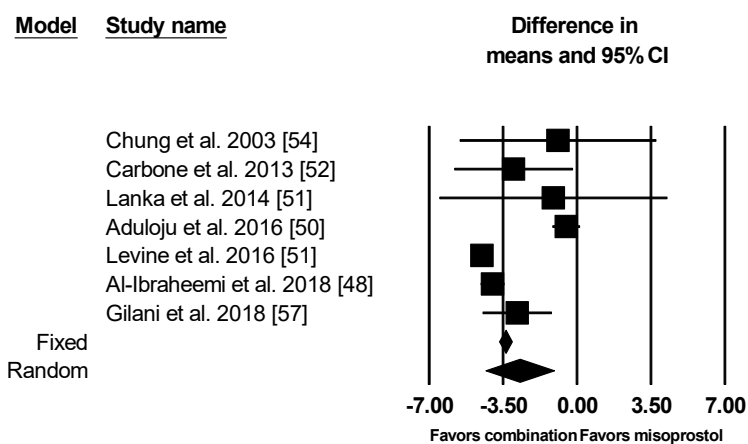 Model Study name Difference in
means and 95% CI
Chung et al. 2003 [54]
Carbone et al. 2013 [52]
Lanka et al. 2014 [51]
Aduloju et al. 2016 [50]
Levine et al. 2016 [51]
Al-Ibraheemi et al. 2018 [48]
Gilani et al. 2018 [57]
Fixed
Random
-7.00 -3.50 0.00 3.50 7.00
Favors combination Favors misoprostol